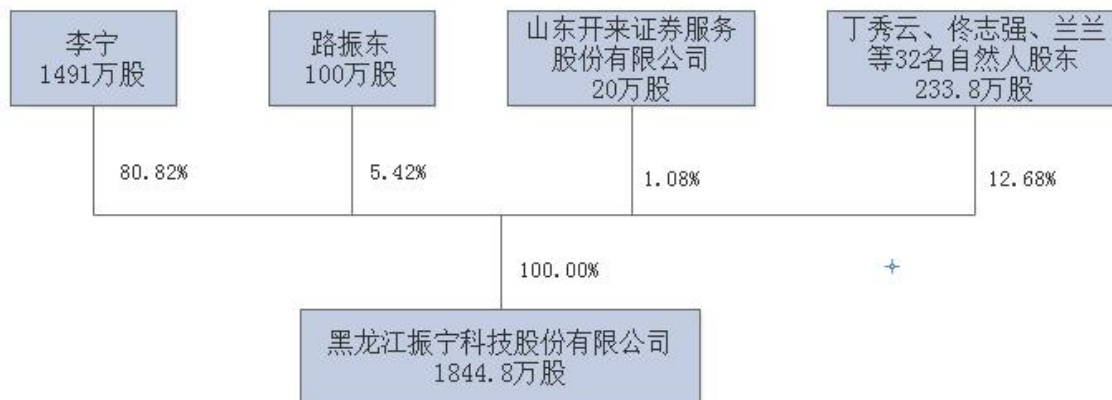 李宁
1491万股
路振东
100万股
山东开来证券服务
股份有限公司
20万股
丁秀云、佟志强、兰兰
等32名自然人股东
233.8万股
80.82%
5.42%
1.08%
12.68%
100.00%
黑龙江振宁科技股份有限公司
1844.8万股